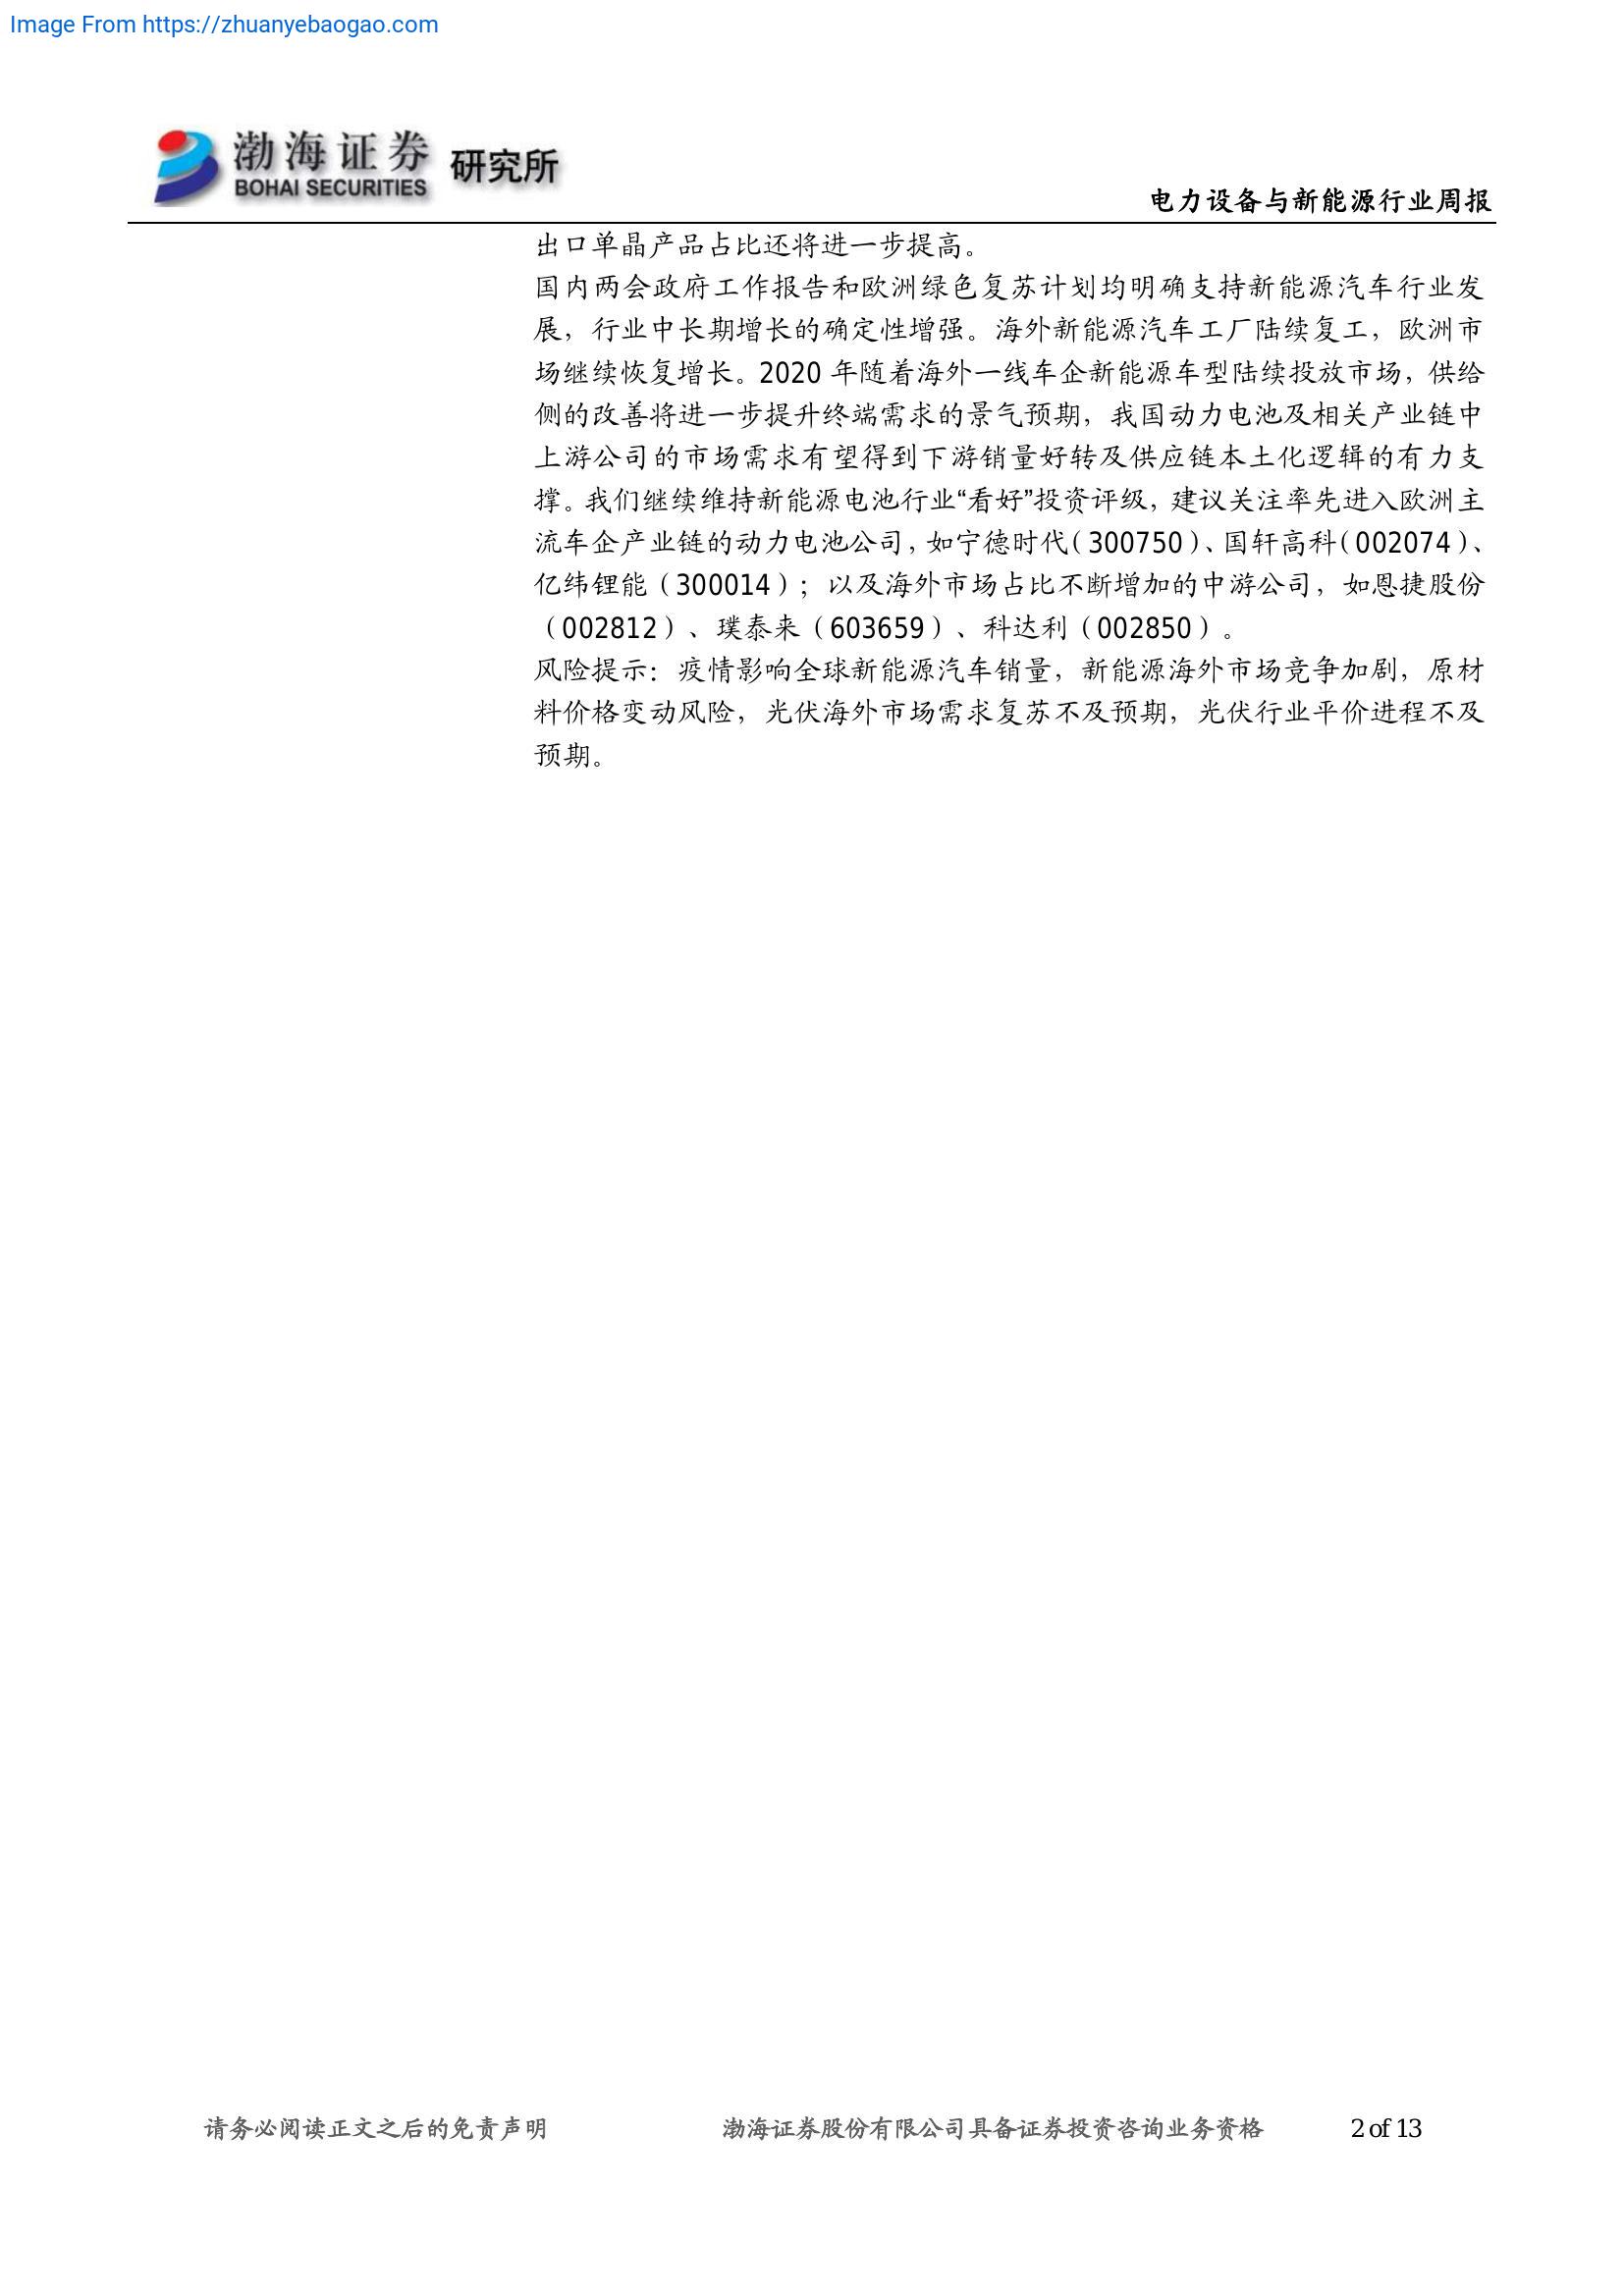 Image From https://zhuanyebaogao.com
渤海证券 研究所
BOHAI SECURITIES
电力设备与新能源行业周报
出口单晶产品占比还将进一步提高。
国内两会政府工作报告和欧洲绿色复苏计划均明确支持新能源汽车行业发
展，行业中长期增长的确定性增强。海外新能源汽车工厂陆续复工，欧洲市
场继续恢复增长。2020 年随着海外一线车企新能源车型陆续投放市场，供给
侧的改善将进一步提升终端需求的景气预期，我国动力电池及相关产业链中
上游公司的市场需求有望得到下游销量好转及供应链本土化逻辑的有力支
撑。我们继续维持新能源电池行业“看好”投资评级，建议关注率先进入欧洲主
流车企产业链的动力电池公司，如宁德时代（300750）、国轩高科（002074）、
亿纬锂能（300014）；以及海外市场占比不断增加的中游公司，如恩捷股份
（002812）、璞泰来（603659）、科达利（002850）。
风险提示：疫情影响全球新能源汽车销量，新能源海外市场竞争加剧，原材
料价格变动风险，光伏海外市场需求复苏不及预期，光伏行业平价进程不及
预期。
请务必阅读正文之后的免责声明 渤海证券股份有限公司具备证券投资咨询业务资格 2 of 13